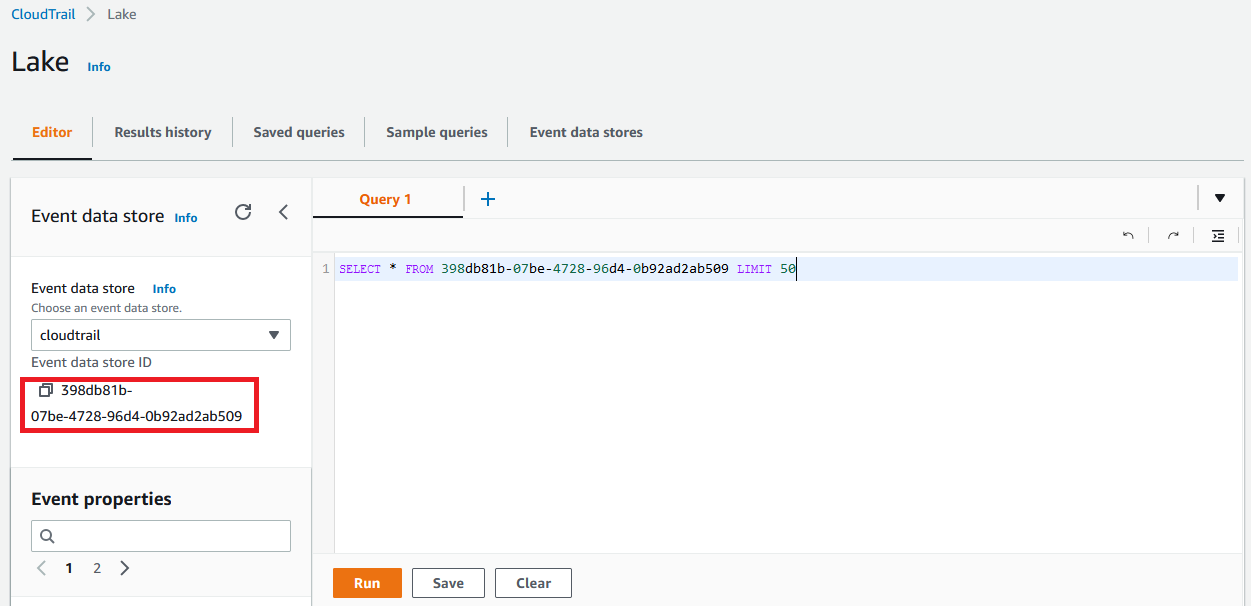 CloudTrail > Lake
Lake Info
Editor Results history Saved queries Sample queries Event data stores
Event data store Info
Query 1 +
Event data store Info
Choose an event data store.
cloudtrail
Event data store ID
398db81b-
07be-4728-96d4-0b92ad2ab509
Event properties
1 2
1 SELECT * FROM 398db81b-07be-4728-96d4-0b92ad2ab509 LIMIT 50
Run Save Clear